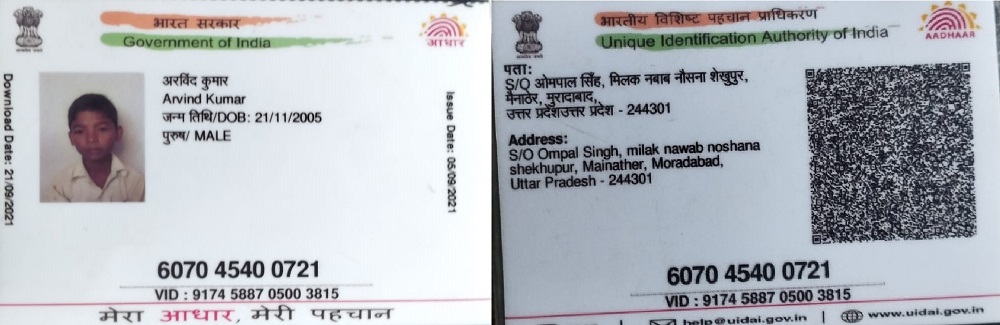 भारत सरकार
Government of India
आधार
Download Date: 21/09/2021
अरविंद कुमार
Arvind Kumar
जन्म तिथि/DOB: 21/11/2005
पुरुष/ MALE
Issue Date: 05/09/2021
6070 4540 0721
VID : 9174 5887 0500 3815
मेरा आधार, मेरी पहचान
भारतीय विशिष्ट पहचान प्राधिकरण
Unique Identification Authority of India
AADHAAR
पता:
S/O ओमपाल सिंह, मिलक नबाब नौसना शेखुपुर,
मैनाठेर, मुरादाबाद,
उत्तर प्रदेशउत्तर प्रदेश - 244301
Address:
S/O Ompal Singh, milak nawab noshana
shekhupur, Mainather, Moradabad,
Uttar Pradesh - 244301
6070 4540 0721
VID : 9174 5887 0500 3815
help@uidai.gov.in | www.uidai.gov.in